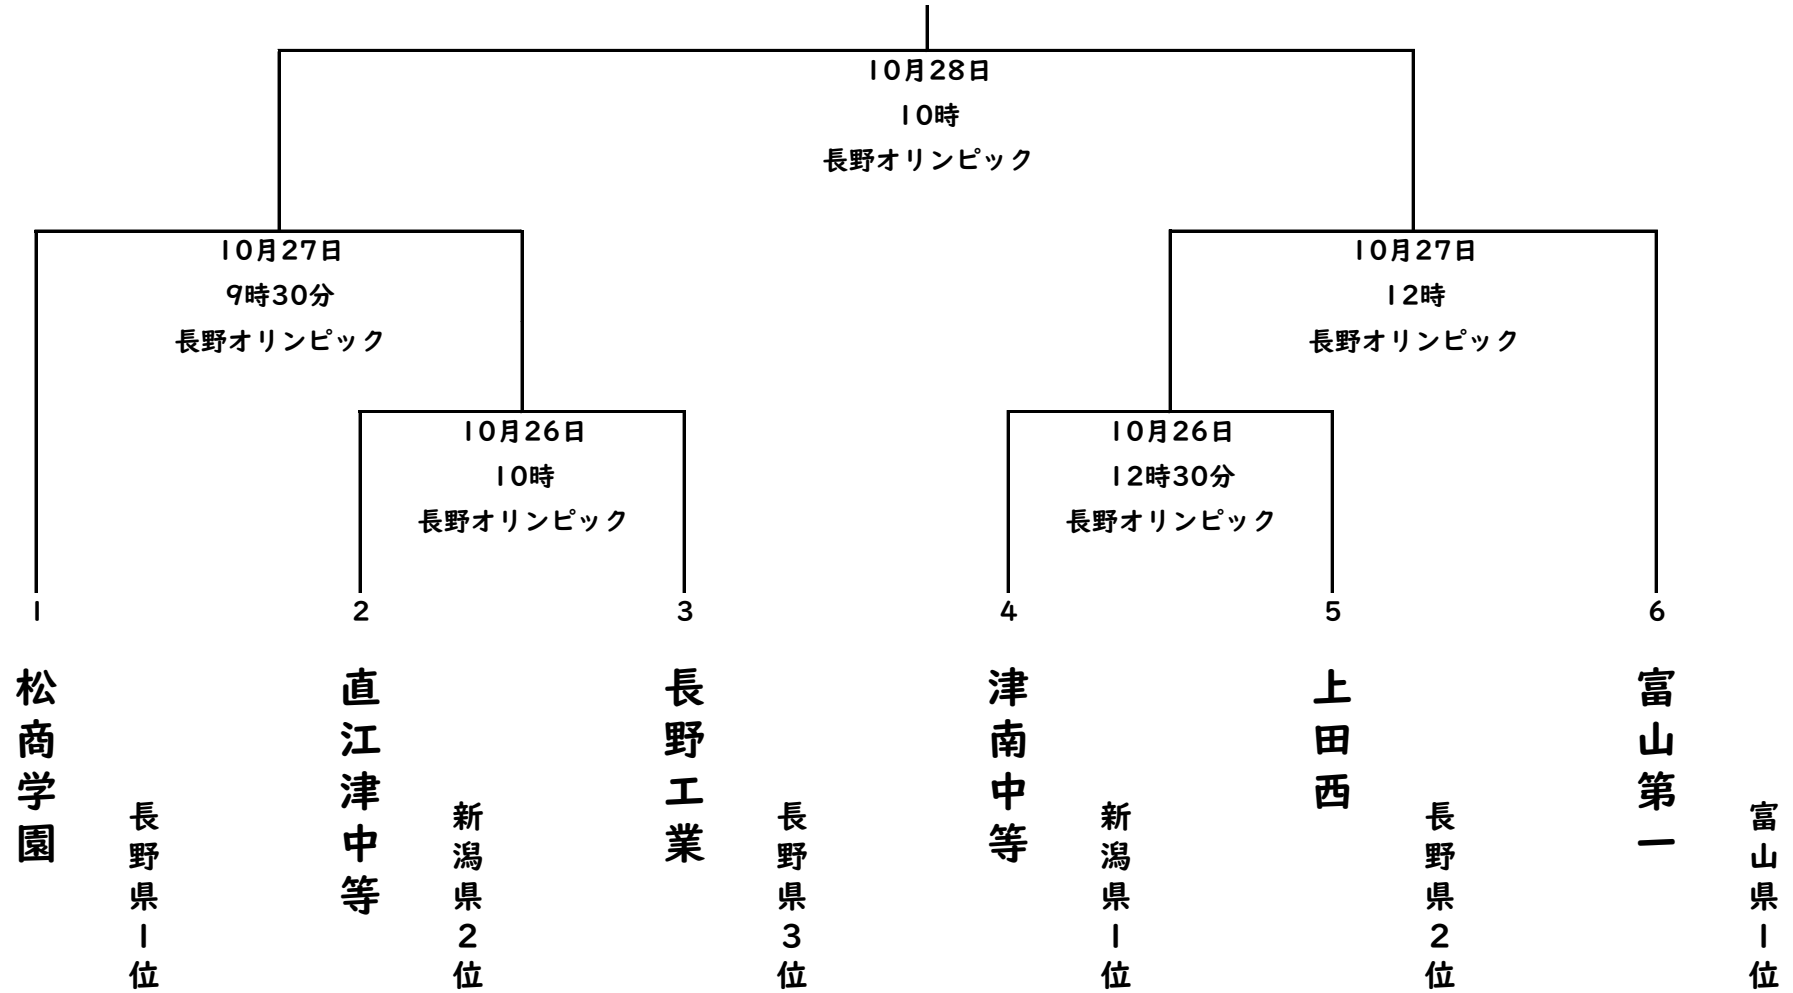 10月28日
10時
長野オリンピック
10月27日
9時30分
長野オリンピック
10月27日
12時
長野オリンピック
10月26日
10時
長野オリンピック
10月26日
12時30分
長野オリンピック
1
松商学園
長野県1位
2
直江津中等
新潟県2位
3
長野工業
長野県3位
4
津南中等
新潟県1位
5
上田西
長野県2位
6
富山第一
富山県1位